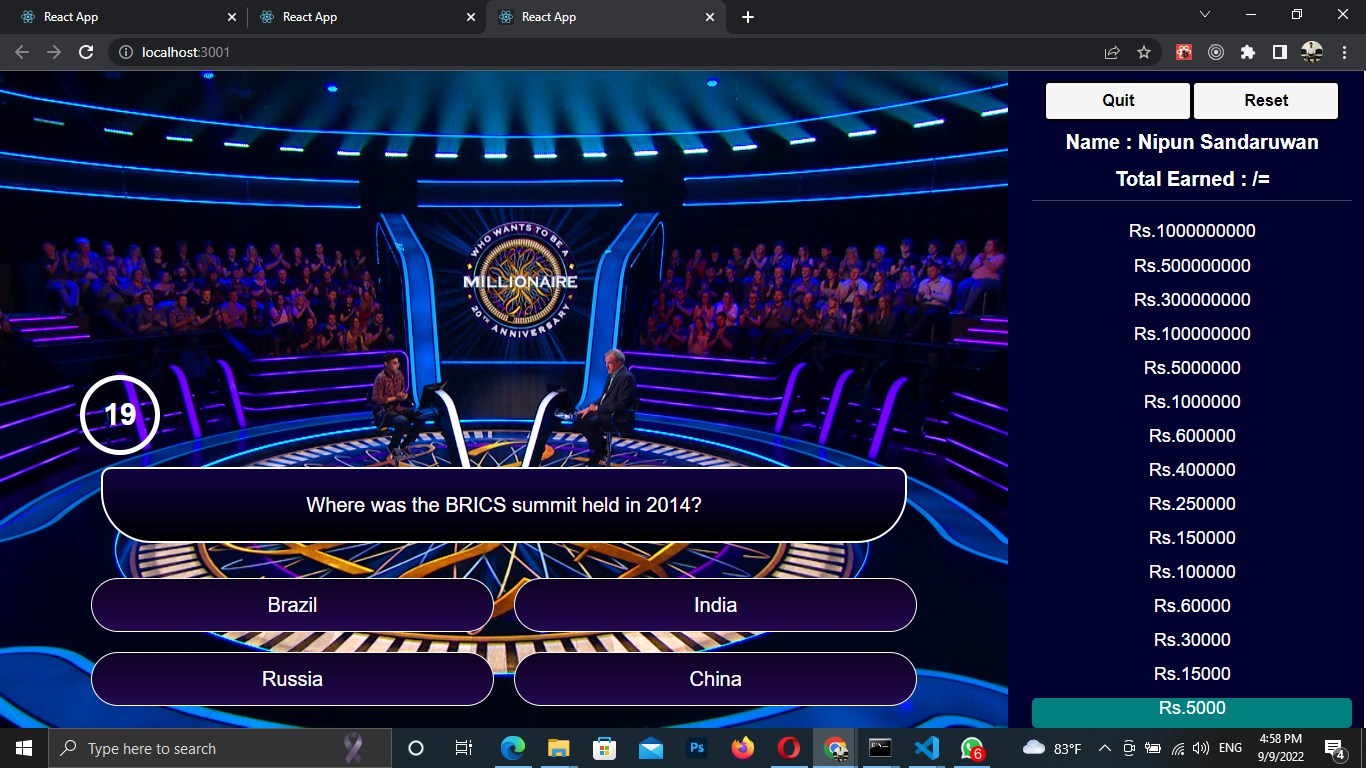 React App
React App
React App
localhost:3001
Quit
Reset
Name : Nipun Sandaruwan
Total Earned : /=
Rs.1000000000
Rs.500000000
Rs.300000000
Rs.100000000
Rs.5000000
Rs.1000000
Rs.600000
Rs.400000
Rs.250000
Rs.150000
Rs.100000
Rs.60000
Rs.30000
Rs.15000
Rs.5000
WHO WANTS TO BE A
MILLIONAIRE
20TH ANNIVERSARY
19
Where was the BRICS summit held in 2014?
Brazil
India
Russia
China
Type here to search
Ps
6
83°F
ENG
4:58 PM
9/9/2022
4